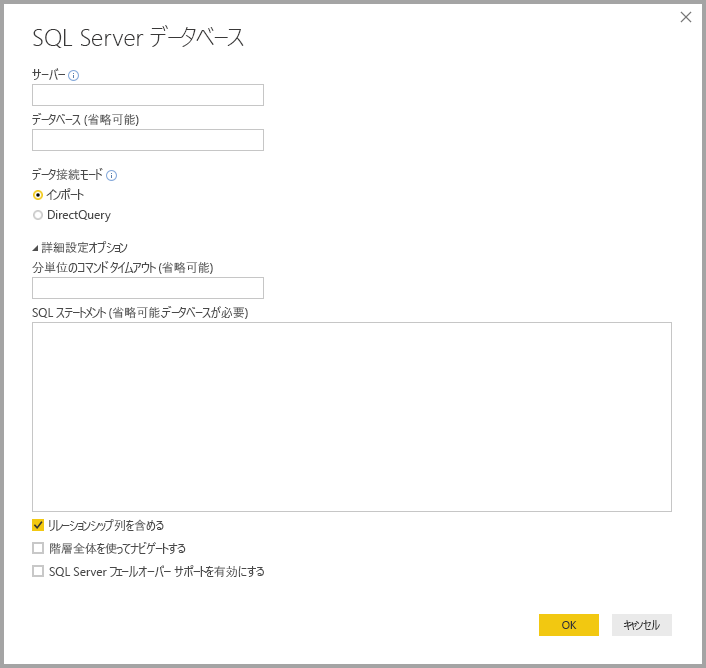 SQL Server データベース
サーバー
データベース (省略可能)
データ接続モード
インポート
DirectQuery
詳細設定オプション
分単位のコマンド タイムアウト (省略可能)
SQL ステートメント (省略可能 データベースが必要)
リレーションシップ列を含める
階層全体を使ってナビゲートする
SQL Server フェールオーバー サポートを有効にする
OK
キャンセル